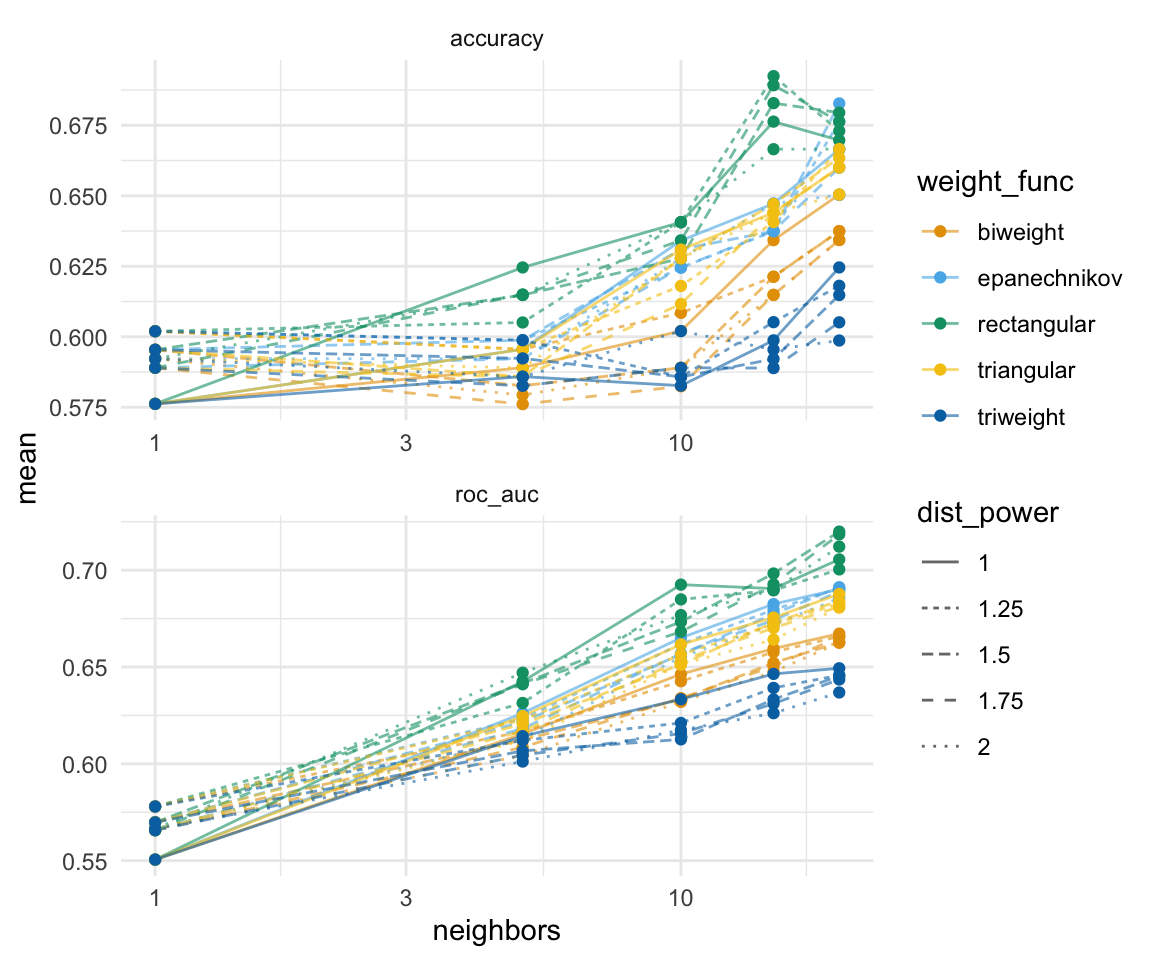 accuracy
0.675
0.650
0.625
0.600
0.575
1
3
10
mean
roc_auc
0.70
0.65
0.60
0.55
1
3
10
neighbors
weight_func
biweight
epanechnikov
rectangular
triangular
triweight
dist_power
1
1.25
1.5
1.75
2